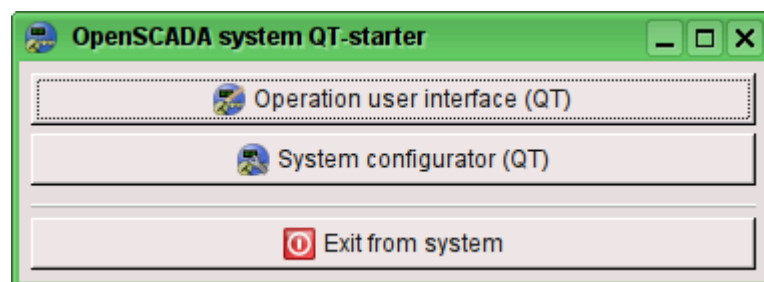 OpenSCADA system QT-starter
Operation user interface (QT)
System configurator (QT)
Exit from system